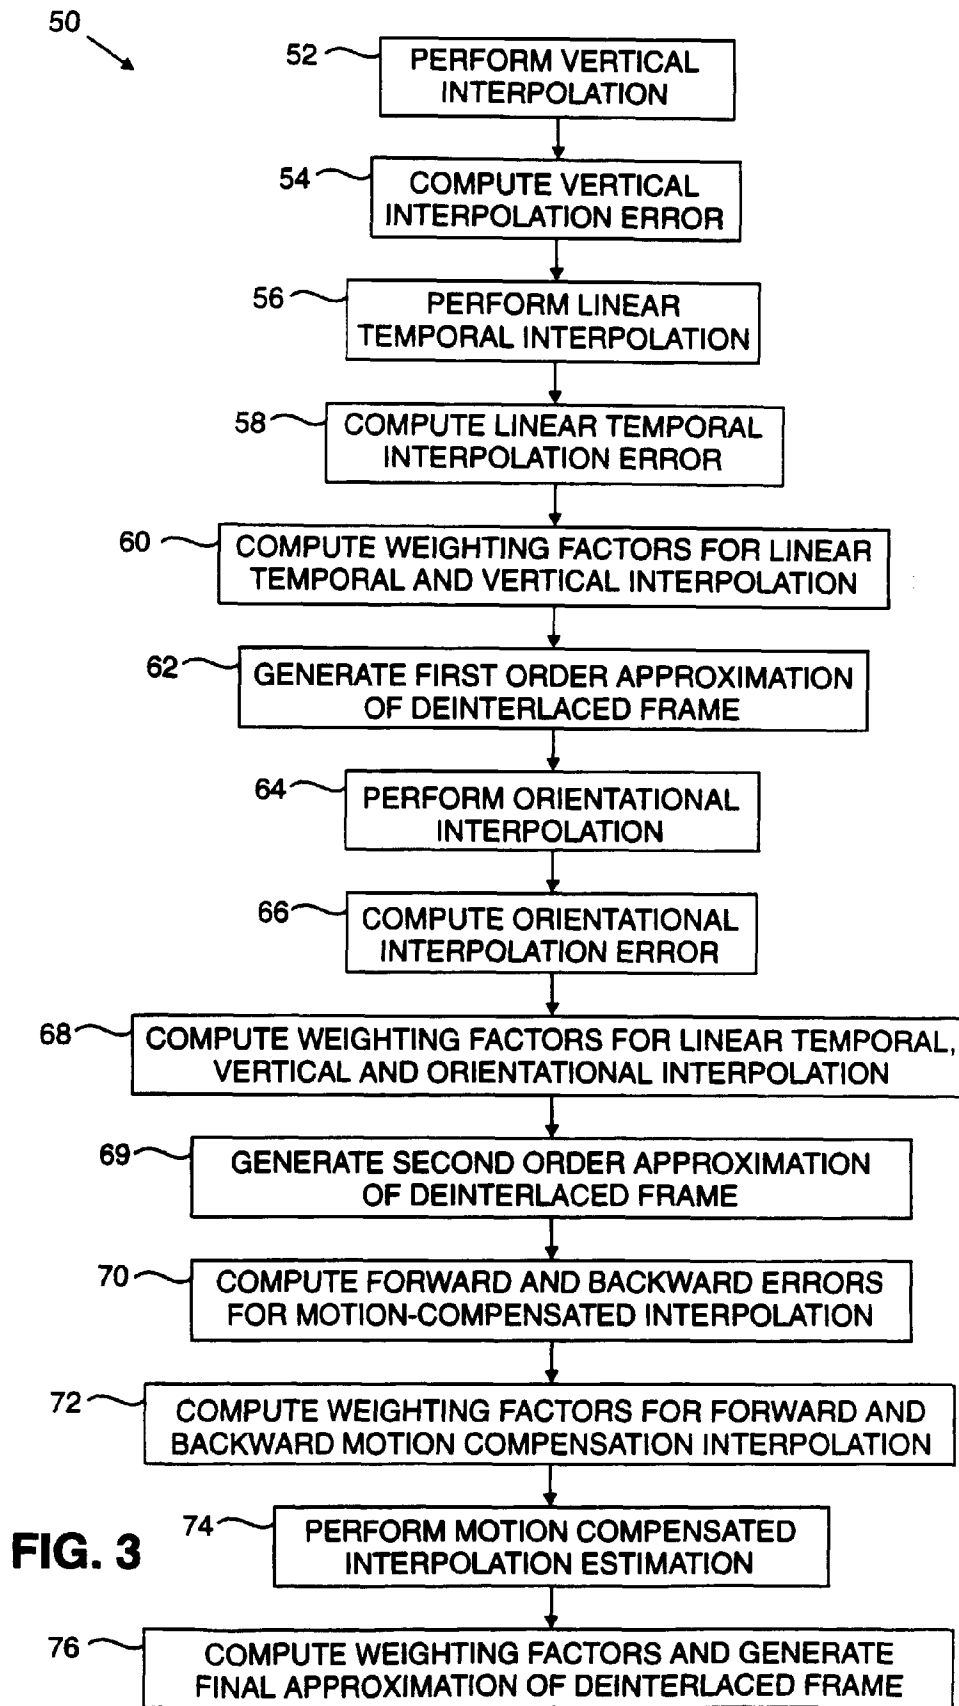 50
52
PERFORM VERTICAL
INTERPOLATION
54
COMPUTE VERTICAL
INTERPOLATION ERROR
56
PERFORM LINEAR
TEMPORAL INTERPOLATION
58
COMPUTE LINEAR TEMPORAL
INTERPOLATION ERROR
60
COMPUTE WEIGHTING FACTORS FOR LINEAR
TEMPORAL AND VERTICAL INTERPOLATION
62
GENERATE FIRST ORDER APPROXIMATION
OF DEINTERLACED FRAME
64
PERFORM ORIENTATIONAL
INTERPOLATION
66
COMPUTE ORIENTATIONAL
INTERPOLATION ERROR
68
COMPUTE WEIGHTING FACTORS FOR LINEAR TEMPORAL,
VERTICAL AND ORIENTATIONAL INTERPOLATION
69
GENERATE SECOND ORDER APPROXIMATION
OF DEINTERLACED FRAME
70
COMPUTE FORWARD AND BACKWARD ERRORS
FOR MOTION-COMPENSATED INTERPOLATION
72
COMPUTE WEIGHTING FACTORS FOR FORWARD AND
BACKWARD MOTION COMPENSATION INTERPOLATION
74
PERFORM MOTION COMPENSATED
INTERPOLATION ESTIMATION
FIG. 3
76
COMPUTE WEIGHTING FACTORS AND GENERATE
FINAL APPROXIMATION OF DEINTERLACED FRAME